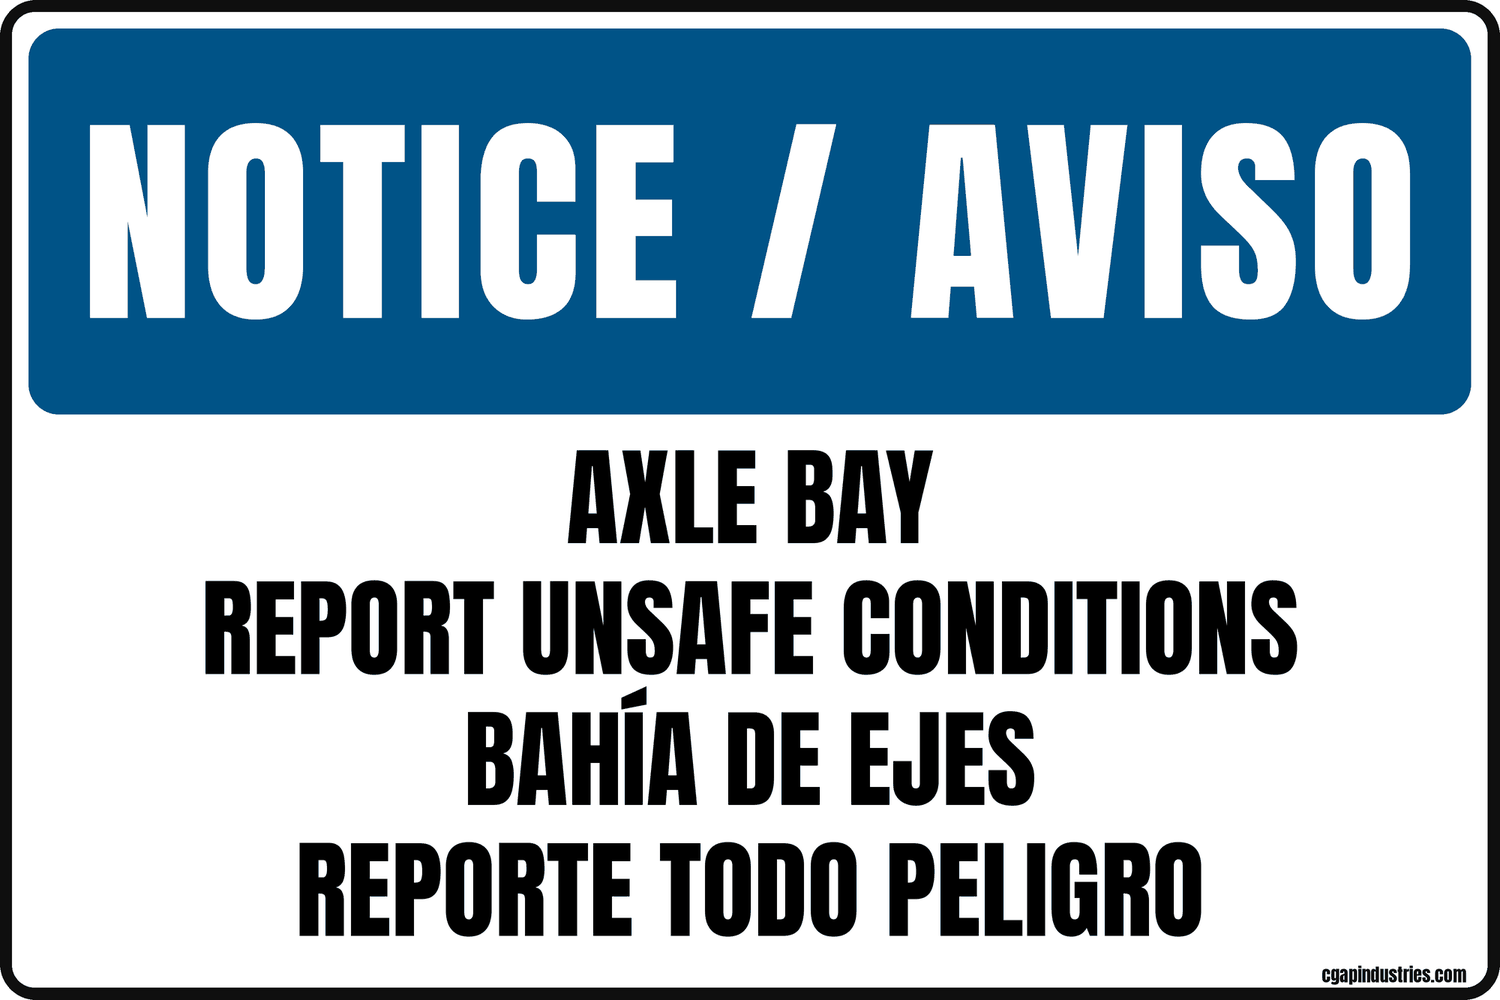 NOTICE / AVISO
AXLE BAY
REPORT UNSAFE CONDITIONS
BAHÍA DE EJES
REPORTE TODO PELIGRO
cgapindustries.com